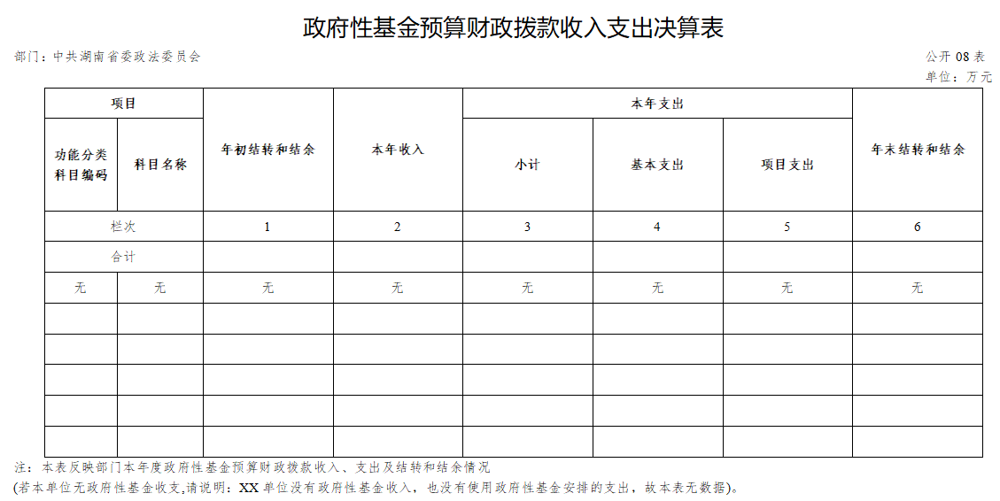 政府性基金预算财政拨款收入支出决算表
部门：中共湖南省委政法委员会
公开 08 表
单位：万元
项目 年初结转和结余 本年收入 本年支出 年末结转和结余
功能分类科目编码 科目名称 小计 基本支出 项目支出
栏次 1 2 3 4 5 6
合计
无 无 无 无 无 无 无 无
注：本表反映部门本年度政府性基金预算财政拨款收入、支出及结转和结余情况
(若本单位无政府性基金收支,请说明：XX 单位没有政府性基金收入，也没有使用政府性基金安排的支出，故本表无数据)。